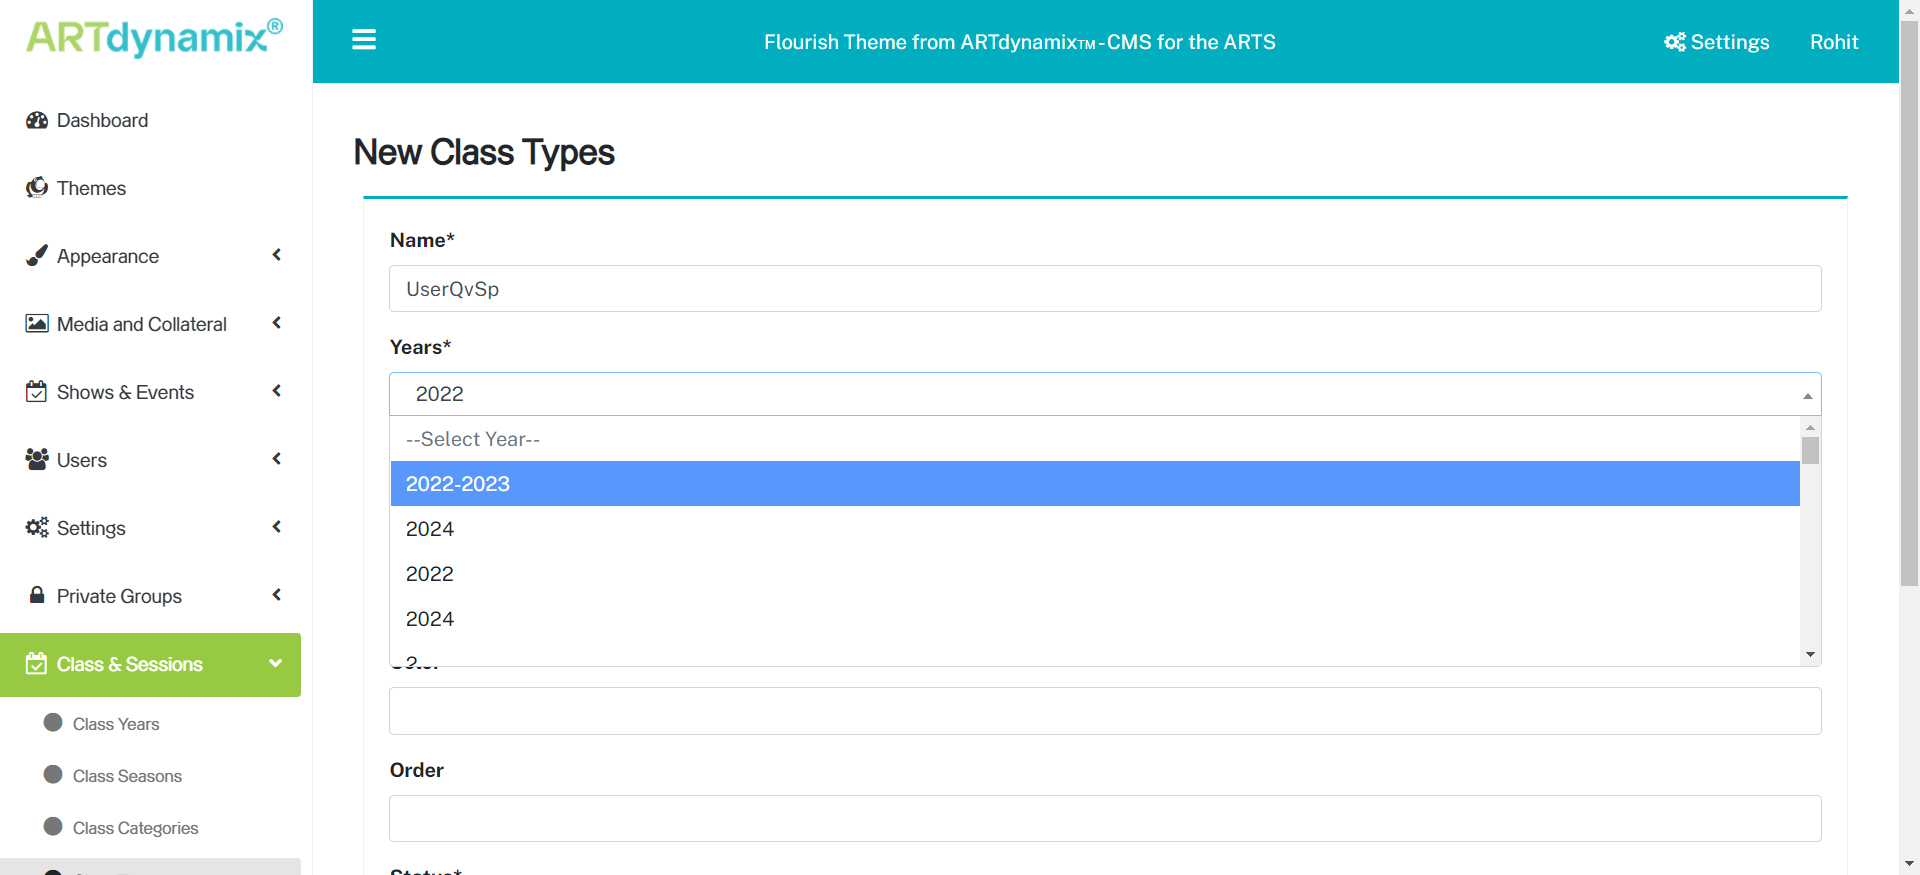 ARTdynamix®
Flourish Theme from ARTdynamix™-CMS for the ARTS
Settings
Rohit
Dashboard
Themes
Appearance
Media and Collateral
Shows & Events
Users
Settings
Private Groups
Class & Sessions
Class Years
Class Seasons
Class Categories
New Class Types
Name*
UserQvSp
Years*
2022
--Select Year--
2022-2023
2024
2022
2024
Order
Status*